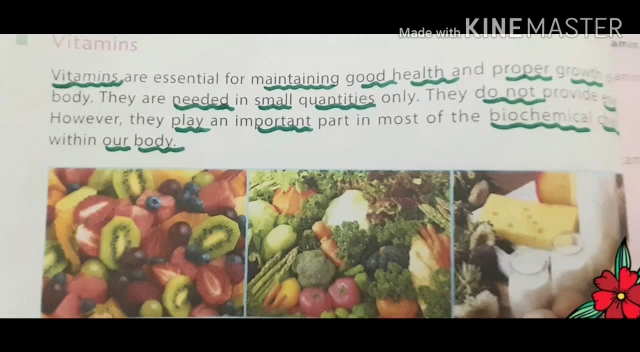 Made with KINEMASTER
Vitamins
Vitamins are essential for maintaining good health and proper growth
body. They are needed in small quantities only. They do not provide
However, they play an important part in most of the biochemical
within our body.